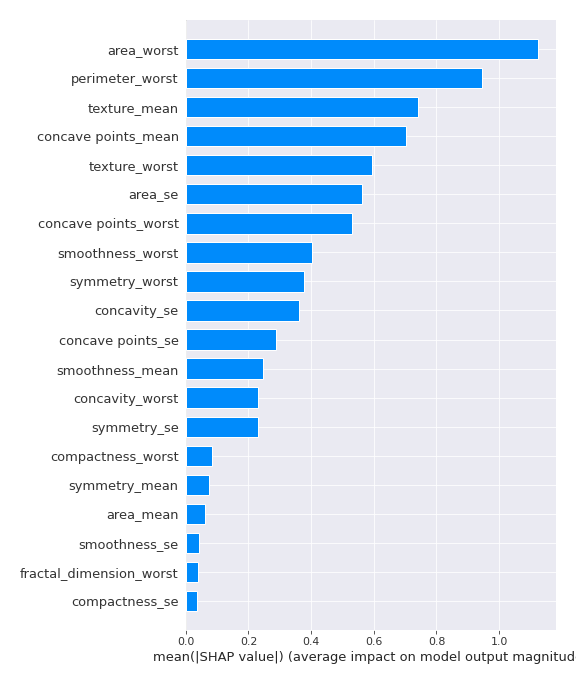 area_worst
perimeter_worst
texture_mean
concave points_mean
texture_worst
area_se
concave points_worst
smoothness_worst
symmetry_worst
concavity_se
concave points_se
smoothness_mean
concavity_worst
symmetry_se
compactness_worst
symmetry_mean
area_mean
smoothness_se
fractal_dimension_worst
compactness_se
0.0 0.2 0.4 0.6 0.8 1.0
mean(|SHAP value|) (average impact on model output magnitud